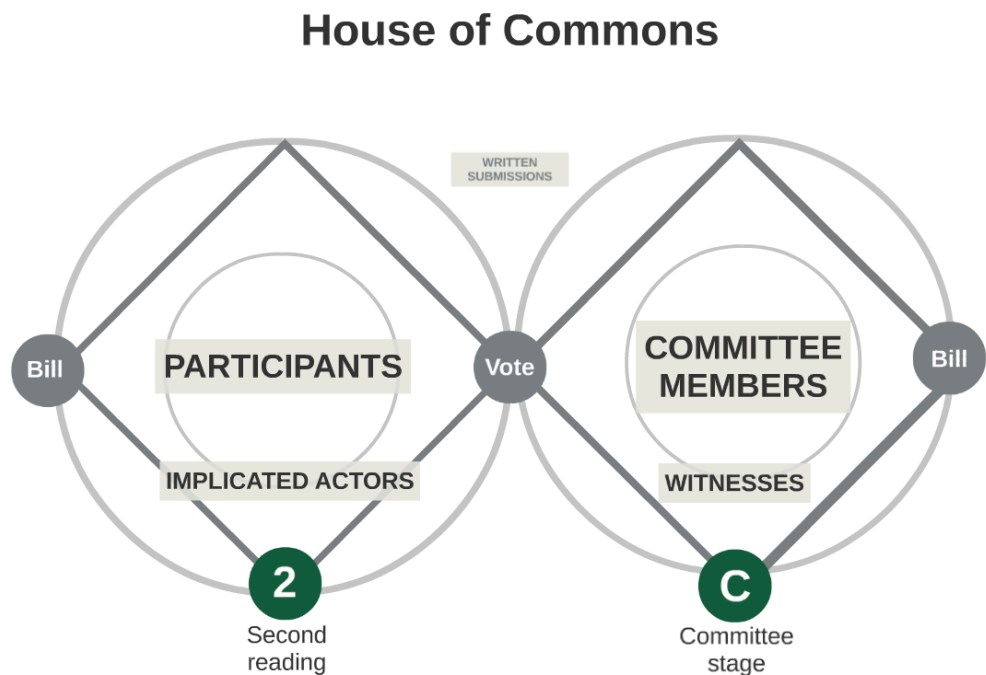 House of Commons
WRITTEN
SUBMISSIONS
Bill
PARTICIPANTS
Vote
COMMITTEE
MEMBERS
Bill
IMPLICATED ACTORS
WITNESSES
2
C
Second
reading
Committee
stage